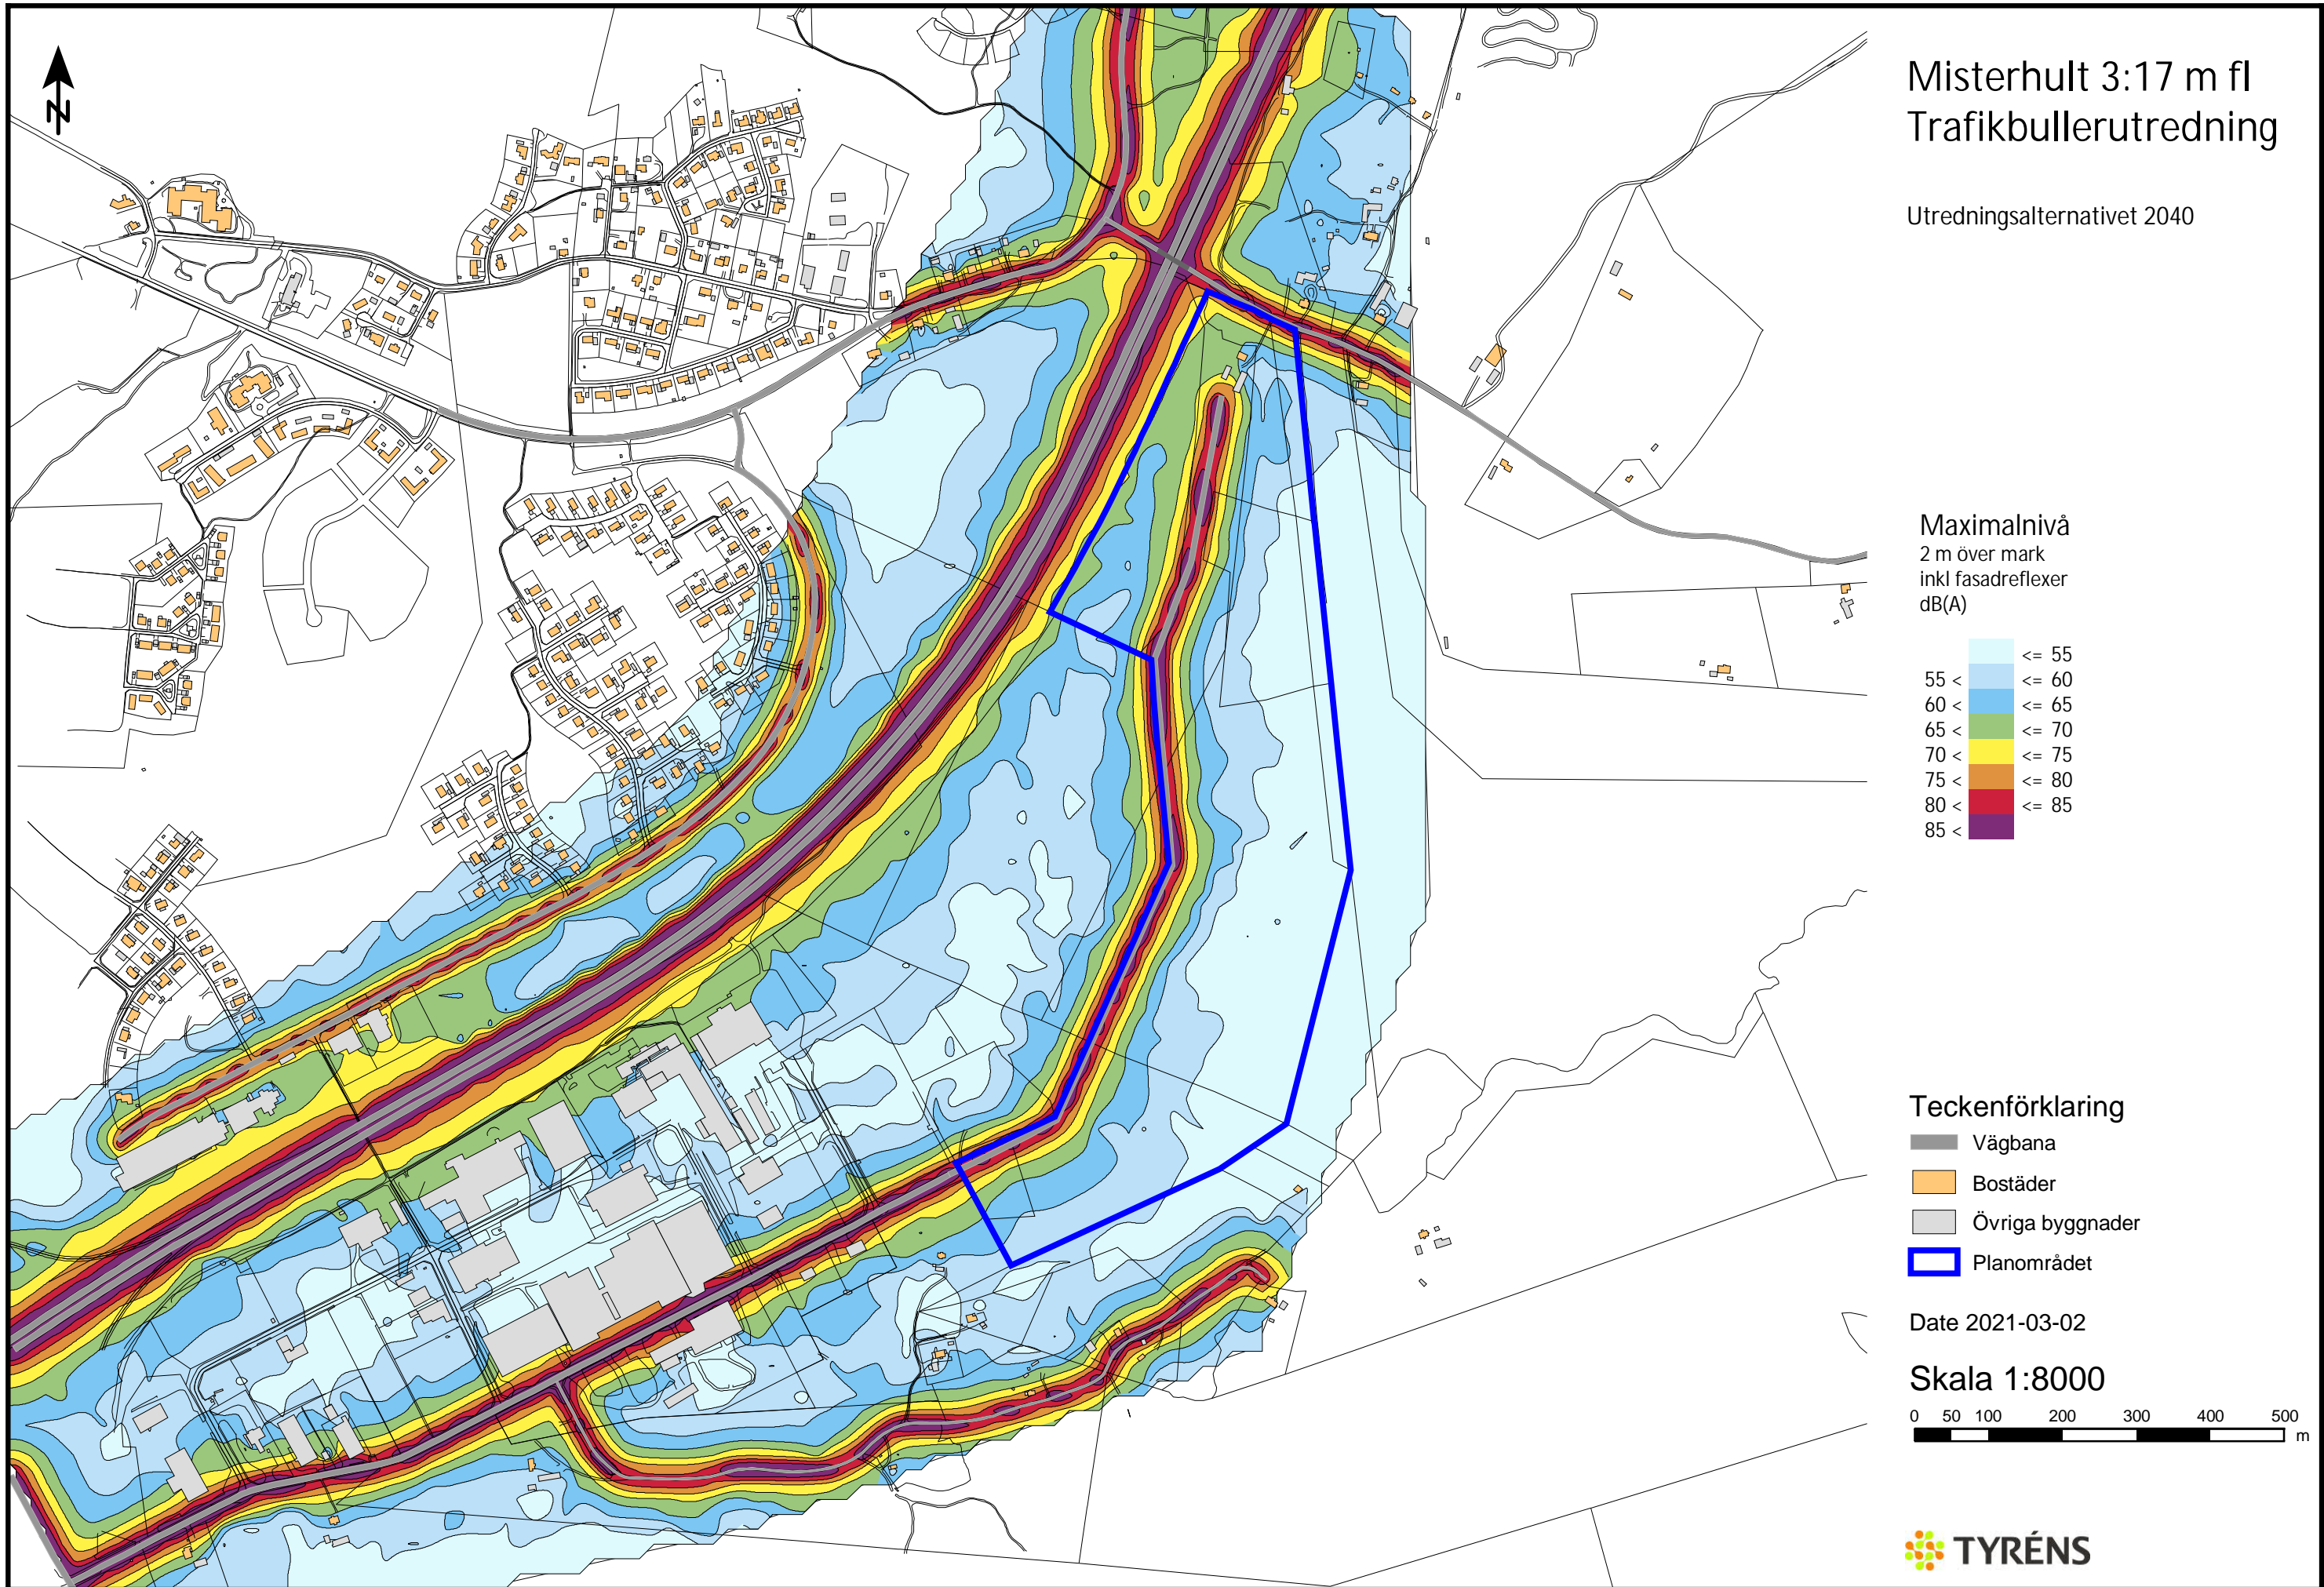 N
Misterhult 3:17 m fl
Trafikbullerutredning
Utredningsalternativet 2040
Maximalnivå
2 m över mark
inkl fasadreflexer
dB(A)
<= 55
55 < <= 60
60 < <= 65
65 < <= 70
70 < <= 75
75 < <= 80
80 < <= 85
85 <
Teckenförklaring
Vägbana
Bostäder
Övriga byggnader
Planområdet
Date 2021-03-02
Skala 1:8000
0 50 100 200 300 400 500
m
TYRÉNS